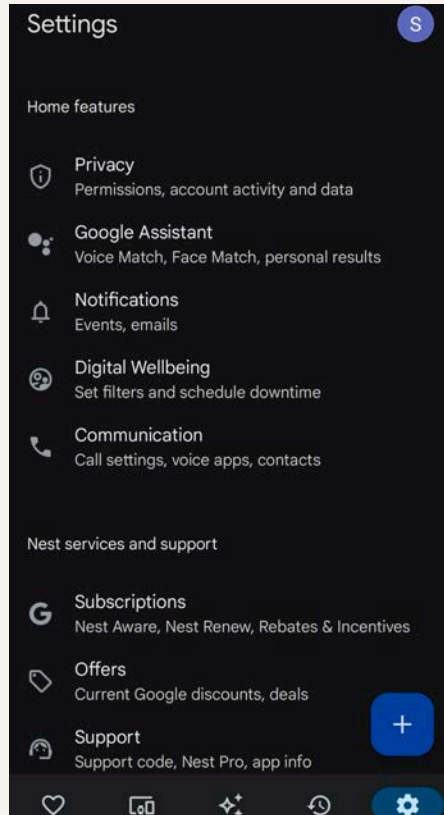 Settings
S
Home features
Privacy
Permissions, account activity and data
Google Assistant
Voice Match, Face Match, personal results
Notifications
Events, emails
Digital Wellbeing
Set filters and schedule downtime
Communication
Call settings, voice apps, contacts
Nest services and support
G
Subscriptions
Nest Aware, Nest Renew, Rebates & Incentives
Offers
Current Google discounts, deals
Support
Support code, Nest Pro, app info